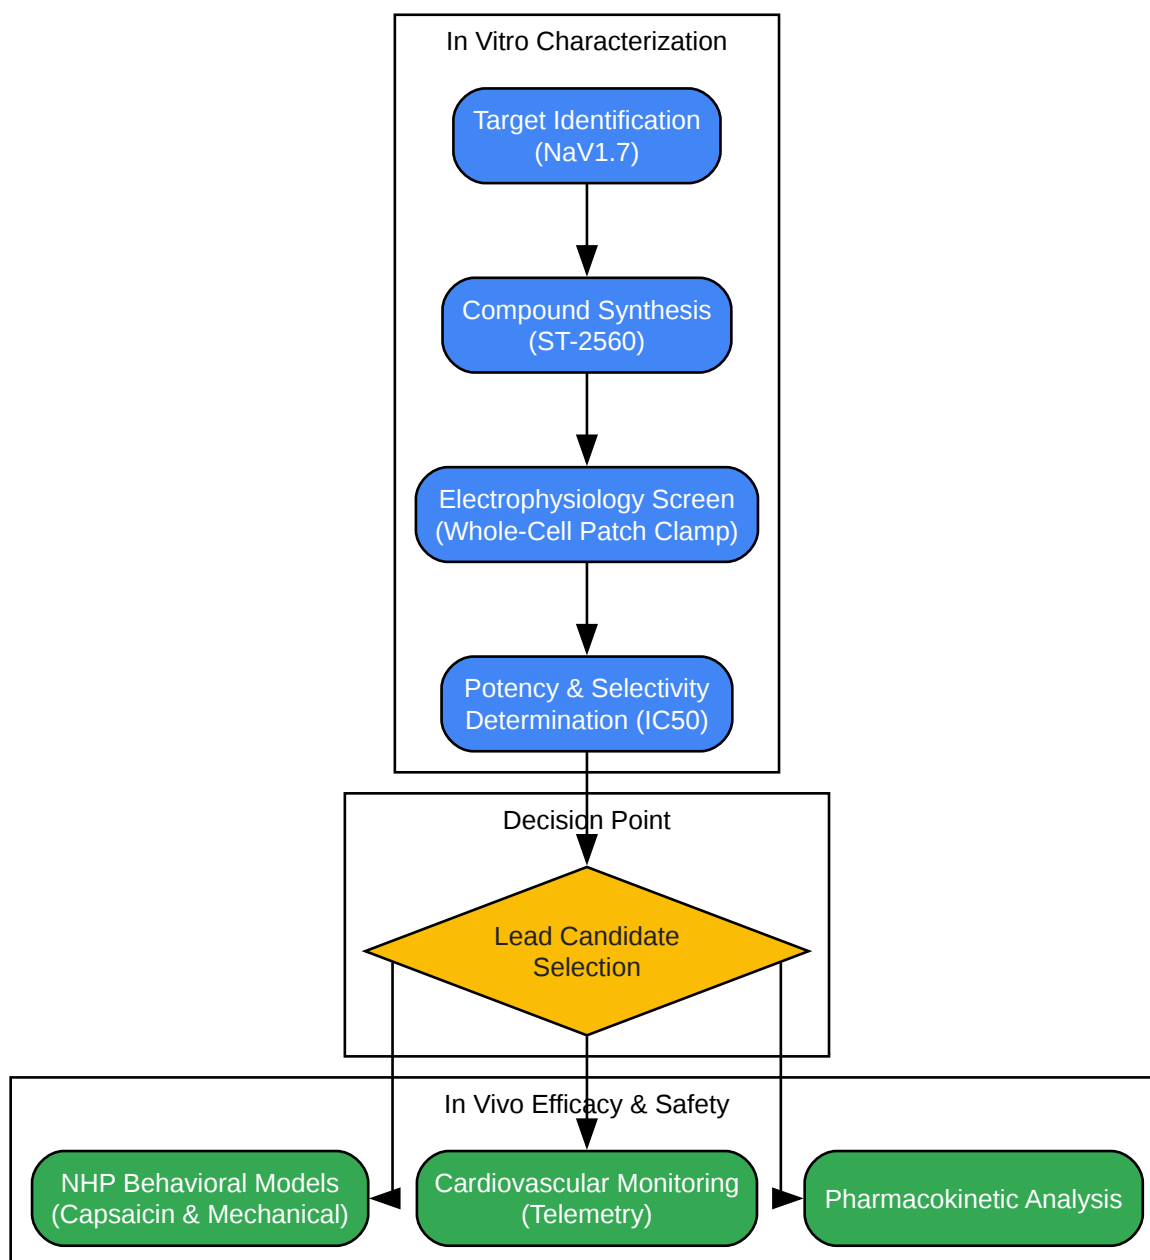 In Vitro Characterization
Target Identification
(NaV1.7)
Compound Synthesis
(ST-2560)
Electrophysiology Screen
(Whole-Cell Patch Clamp)
Potency & Selectivity
Determination (IC50)
Decision Point
Lead Candidate
Selection
In Vivo Efficacy & Safety
NHP Behavioral Models
(Capsaicin & Mechanical)
Cardiovascular Monitoring
(Telemetry)
Pharmacokinetic Analysis